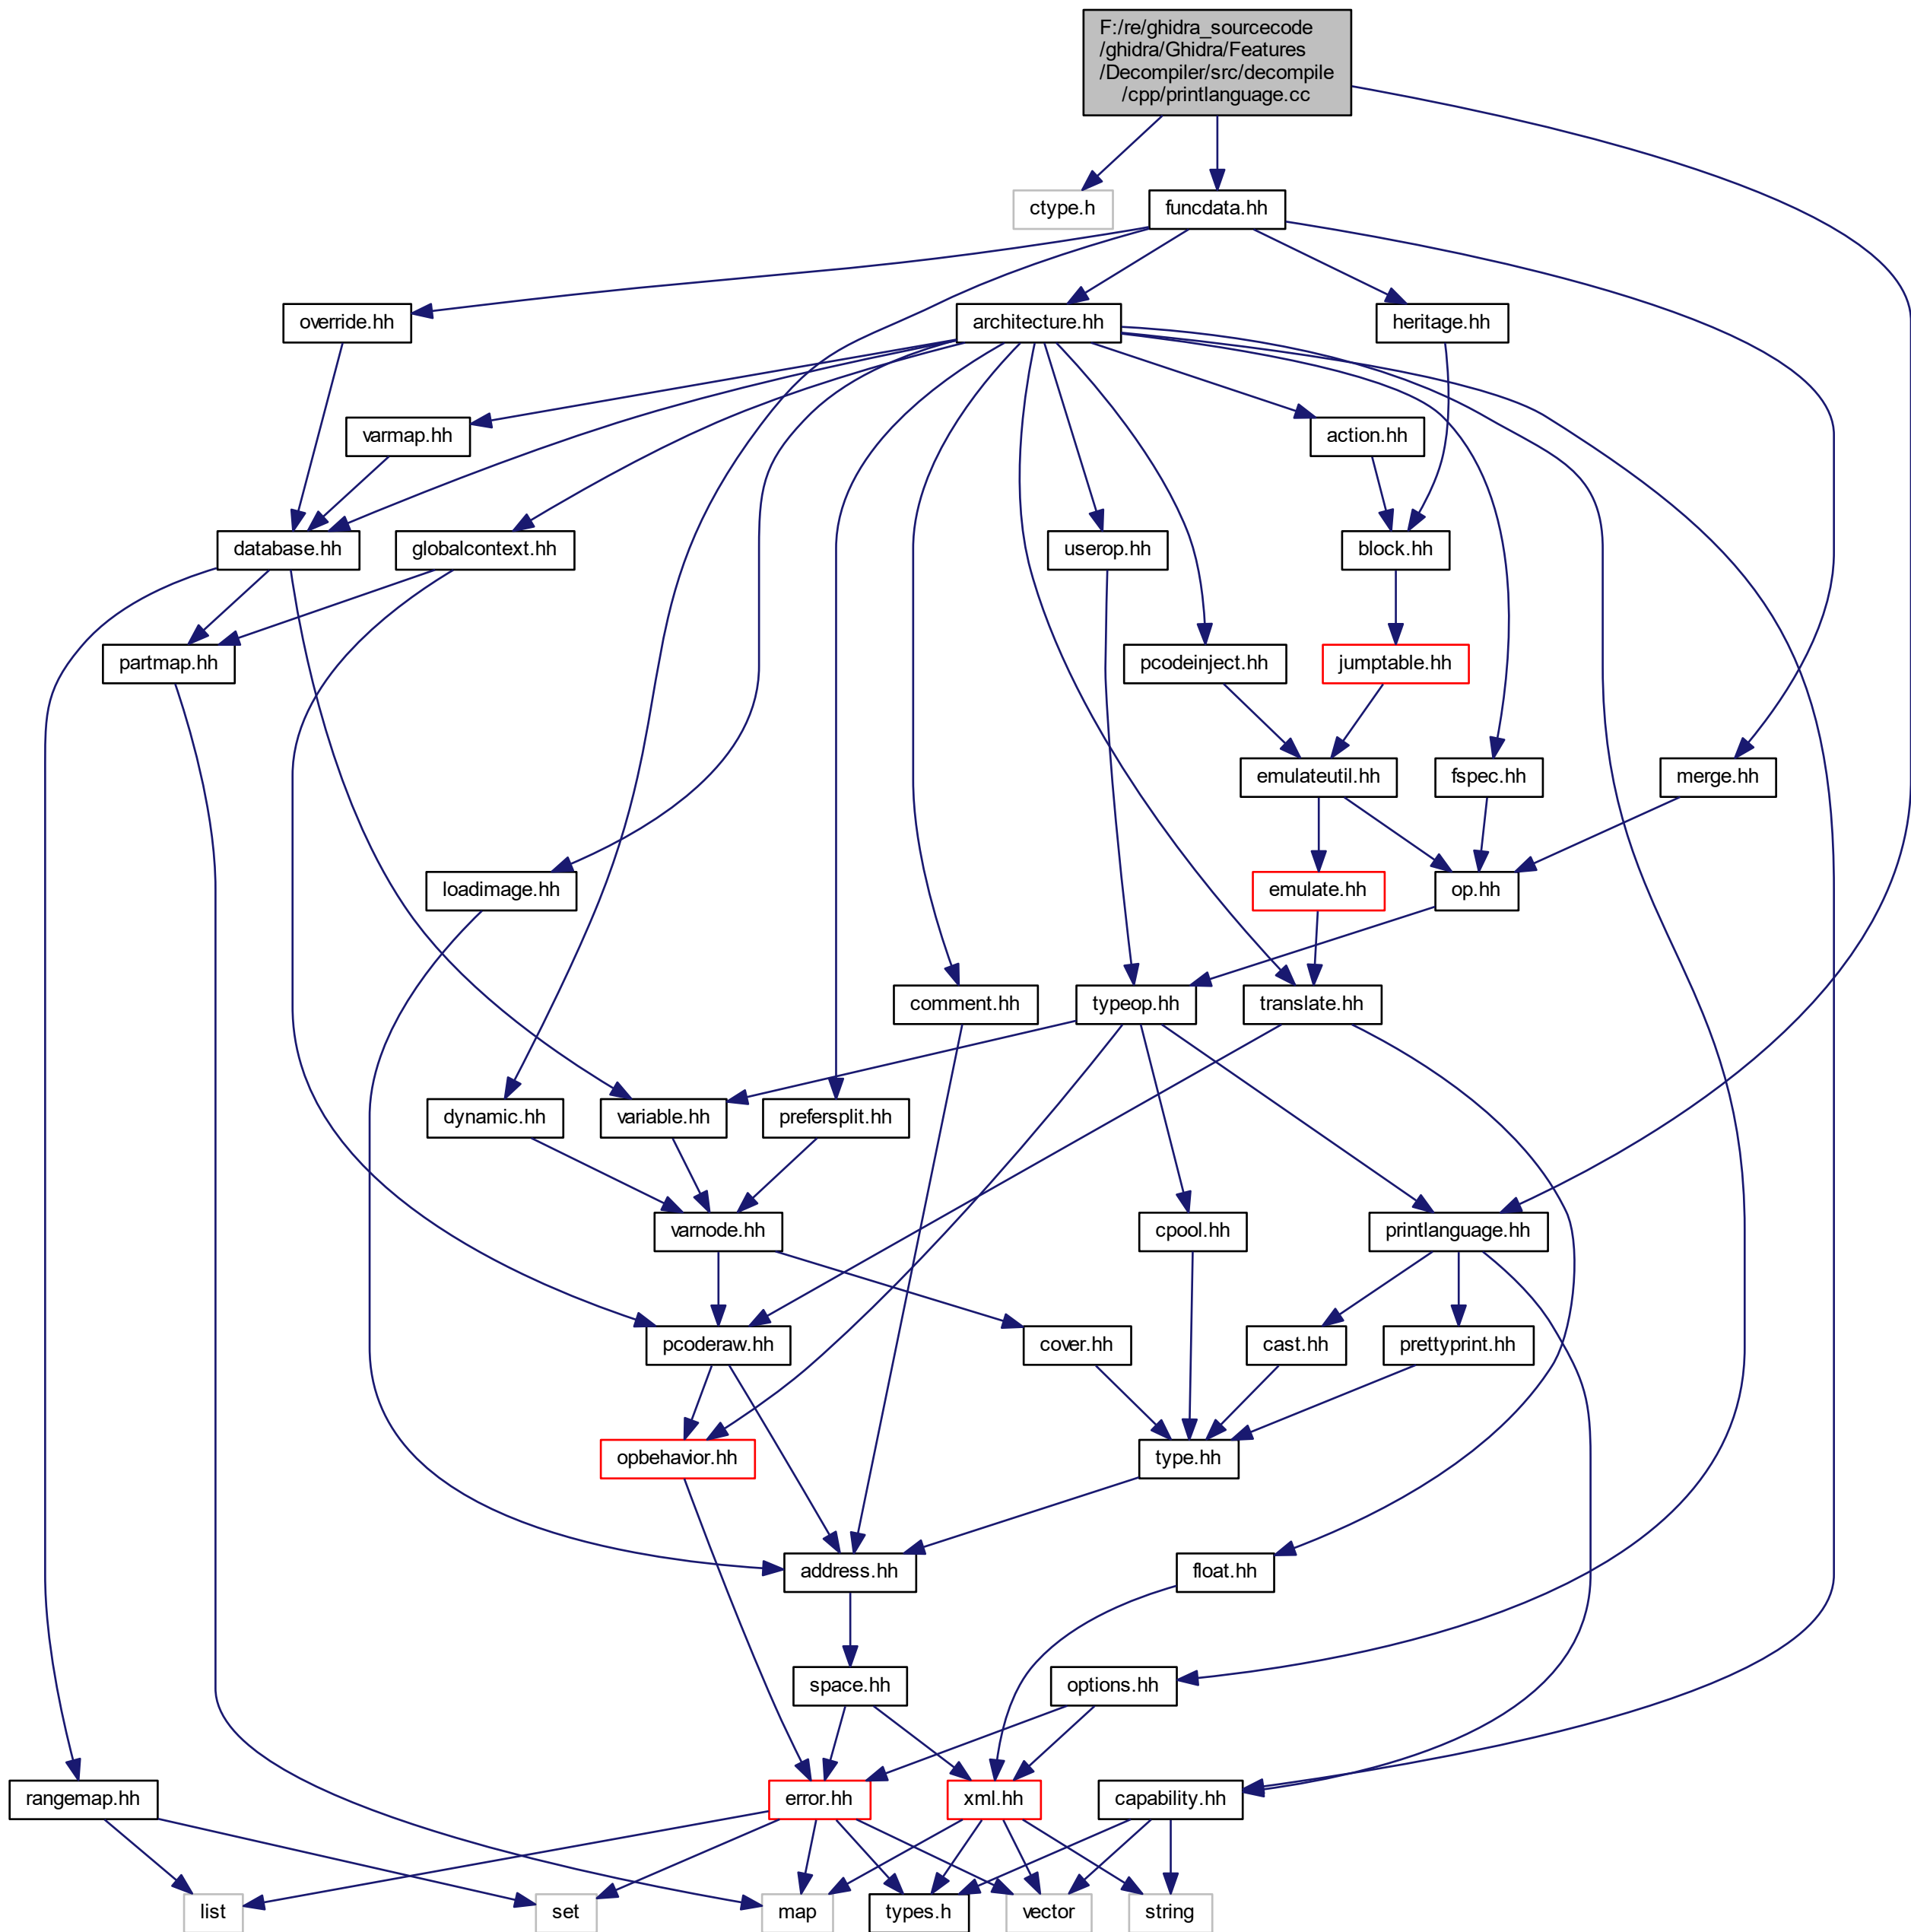 F:/re/ghidra_sourcecode
/ghidra/Ghidra/Features
/Decompiler/src/decompile
/cpp/printlanguage.cc
ctype.h
funcdata.hh
override.hh
architecture.hh
heritage.hh
varmap.hh
action.hh
database.hh
globalcontext.hh
userop.hh
block.hh
partmap.hh
pcodeinject.hh
jumptable.hh
emulateutil.hh
fspec.hh
merge.hh
loadimage.hh
emulate.hh
op.hh
comment.hh
typeop.hh
translate.hh
dynamic.hh
variable.hh
prefersplit.hh
varnode.hh
cpool.hh
printlanguage.hh
pcoderaw.hh
cover.hh
cast.hh
prettyprint.hh
opbehavior.hh
type.hh
address.hh
float.hh
space.hh
options.hh
rangemap.hh
error.hh
xml.hh
capability.hh
list
set
map
types.h
vector
string